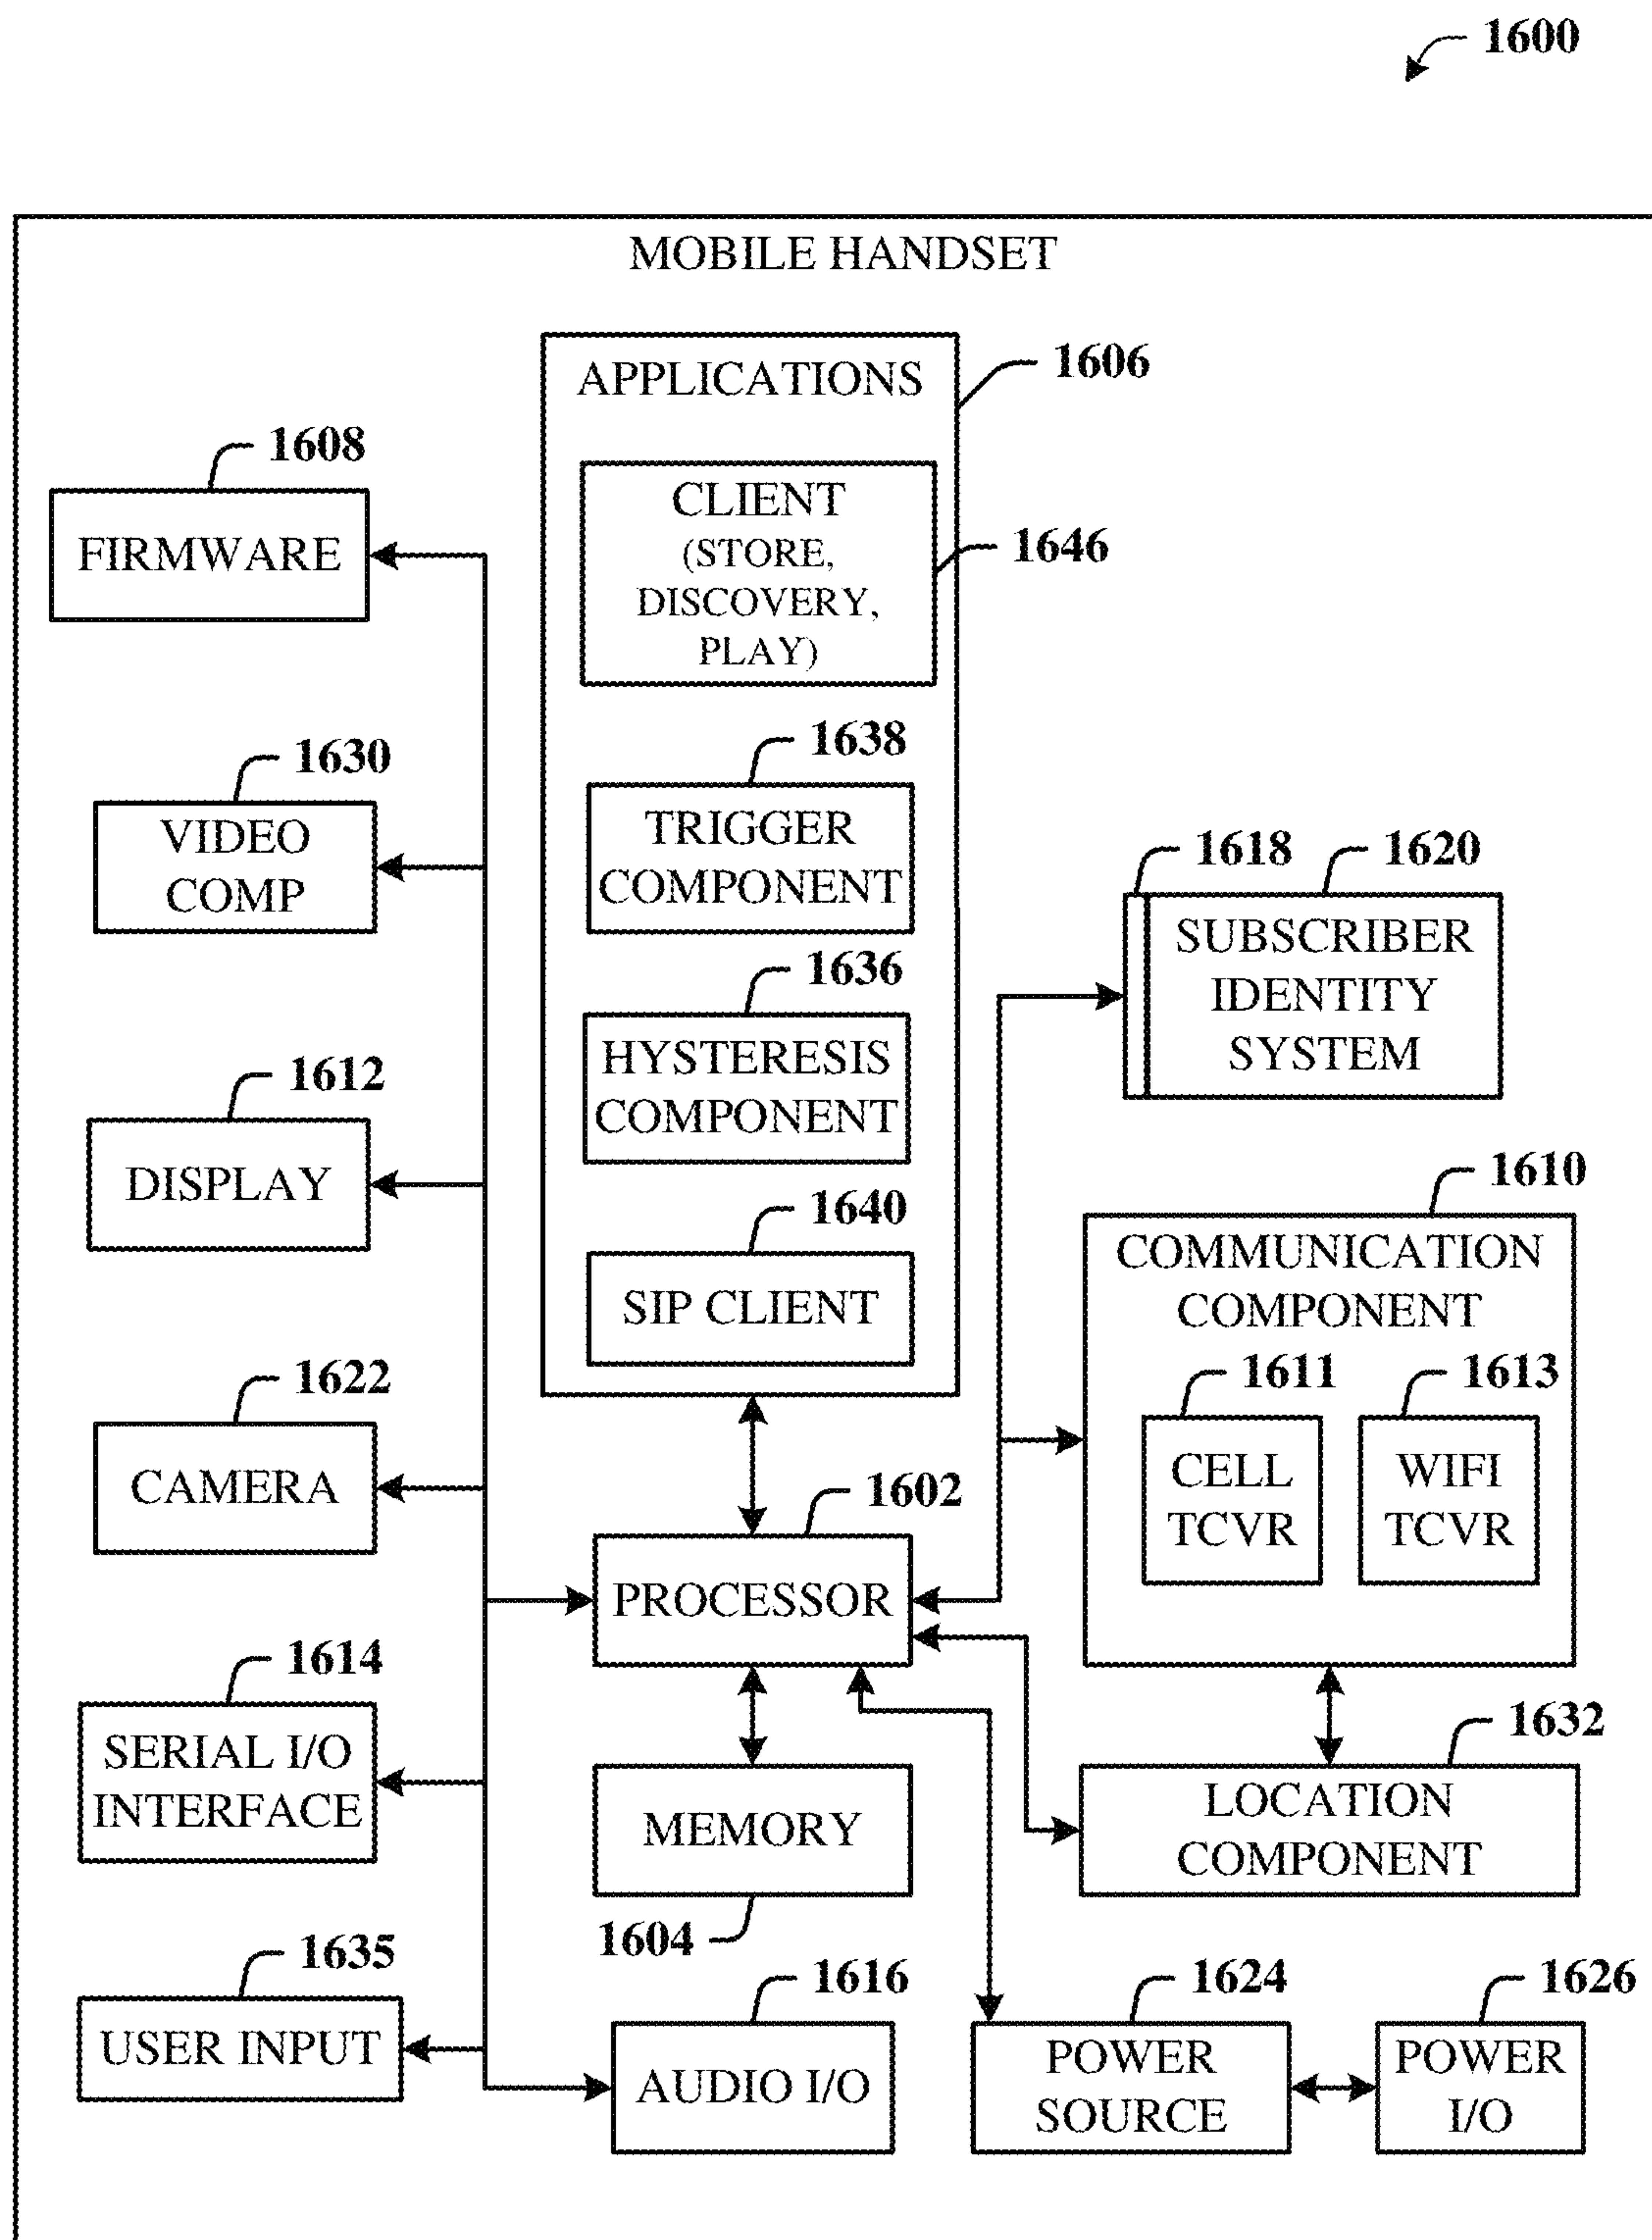 1600
MOBILE HANDSET
APPLICATIONS
1606
CLIENT
(STORE,
DISCOVERY,
PLAY)
1646
1638
TRIGGER
COMPONENT
1636
HYSTERESIS
COMPONENT
1640
SIP CLIENT
1608
FIRMWARE
1630
VIDEO
COMP
1612
DISPLAY
1622
CAMERA
1614
SERIAL I/O
INTERFACE
1635
USER INPUT
1602
PROCESSOR
MEMORY
1604
1616
AUDIO I/O
1618
1620
SUBSCRIBER
IDENTITY
SYSTEM
1610
COMMUNICATION
COMPONENT
1611
CELL
TCVR
1613
WIFI
TCVR
1632
LOCATION
COMPONENT
1624
POWER
SOURCE
1626
POWER
I/O